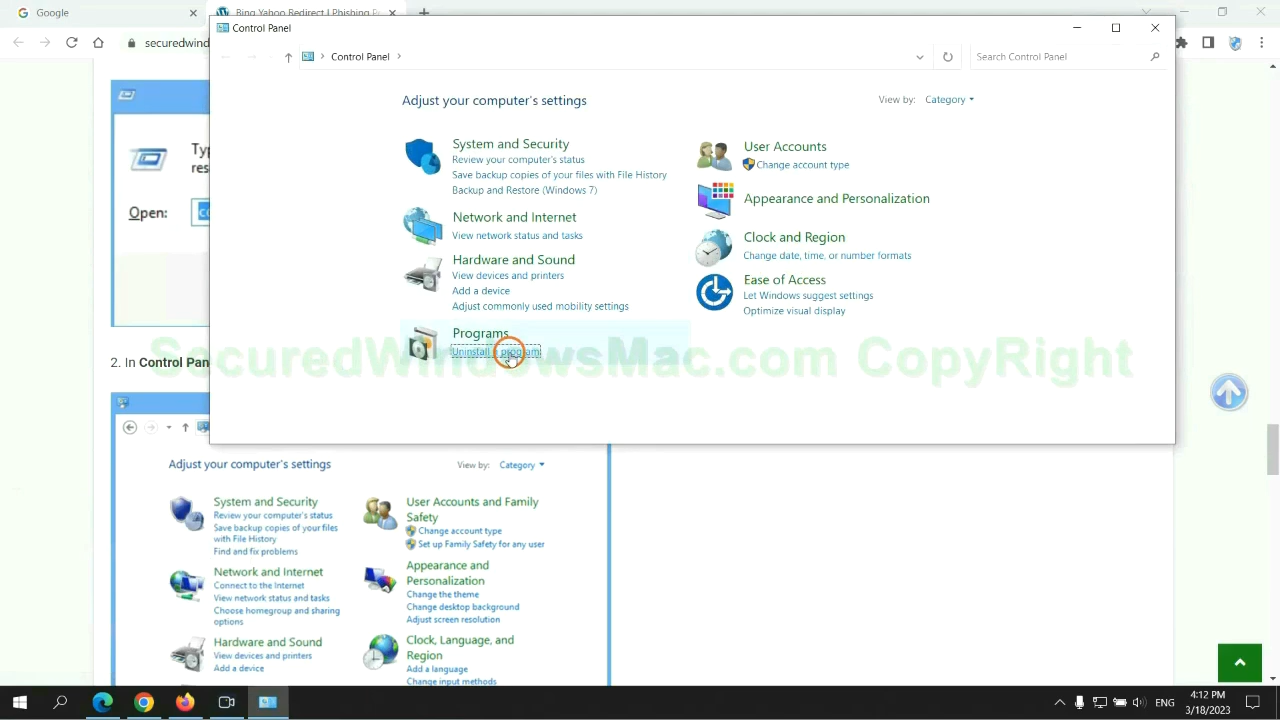 Google
Bing Yahoo Redirect | Phishing Pu
securedwind
Control Panel
Control Panel
Search Control Panel
Adjust your computer's settings
View by: Category
System and Security
Review your computer's status
Save backup copies of your files with File History
Backup and Restore (Windows 7)
Network and Internet
View network status and tasks
Hardware and Sound
View devices and printers
Add a device
Adjust commonly used mobility settings
Programs
Uninstall a program
User Accounts
Change account type
Appearance and Personalization
Clock and Region
Change date, time, or number formats
Ease of Access
Let Windows suggest settings
Optimize visual display
Typ
res
Open:
co
SecuredWindowsMac.com CopyRight
2. In Control Pan
Adjust your computer's settings
View by: Category
System and Security
Review your computer's status
Save backup copies of your files
with File History
Find and fix problems
Network and Internet
Connect to the Internet
View network status and tasks
Choose homegroup and sharing
options
Hardware and Sound
View devices and printers
Add a device
User Accounts and Family
Safety
Change account type
Set up Family Safety for any user
Appearance and
Personalization
Change the theme
Change desktop background
Adjust screen resolution
Clock, Language, and
Region
Add a language
Change input methods
ENG
4:12 PM
3/18/2023